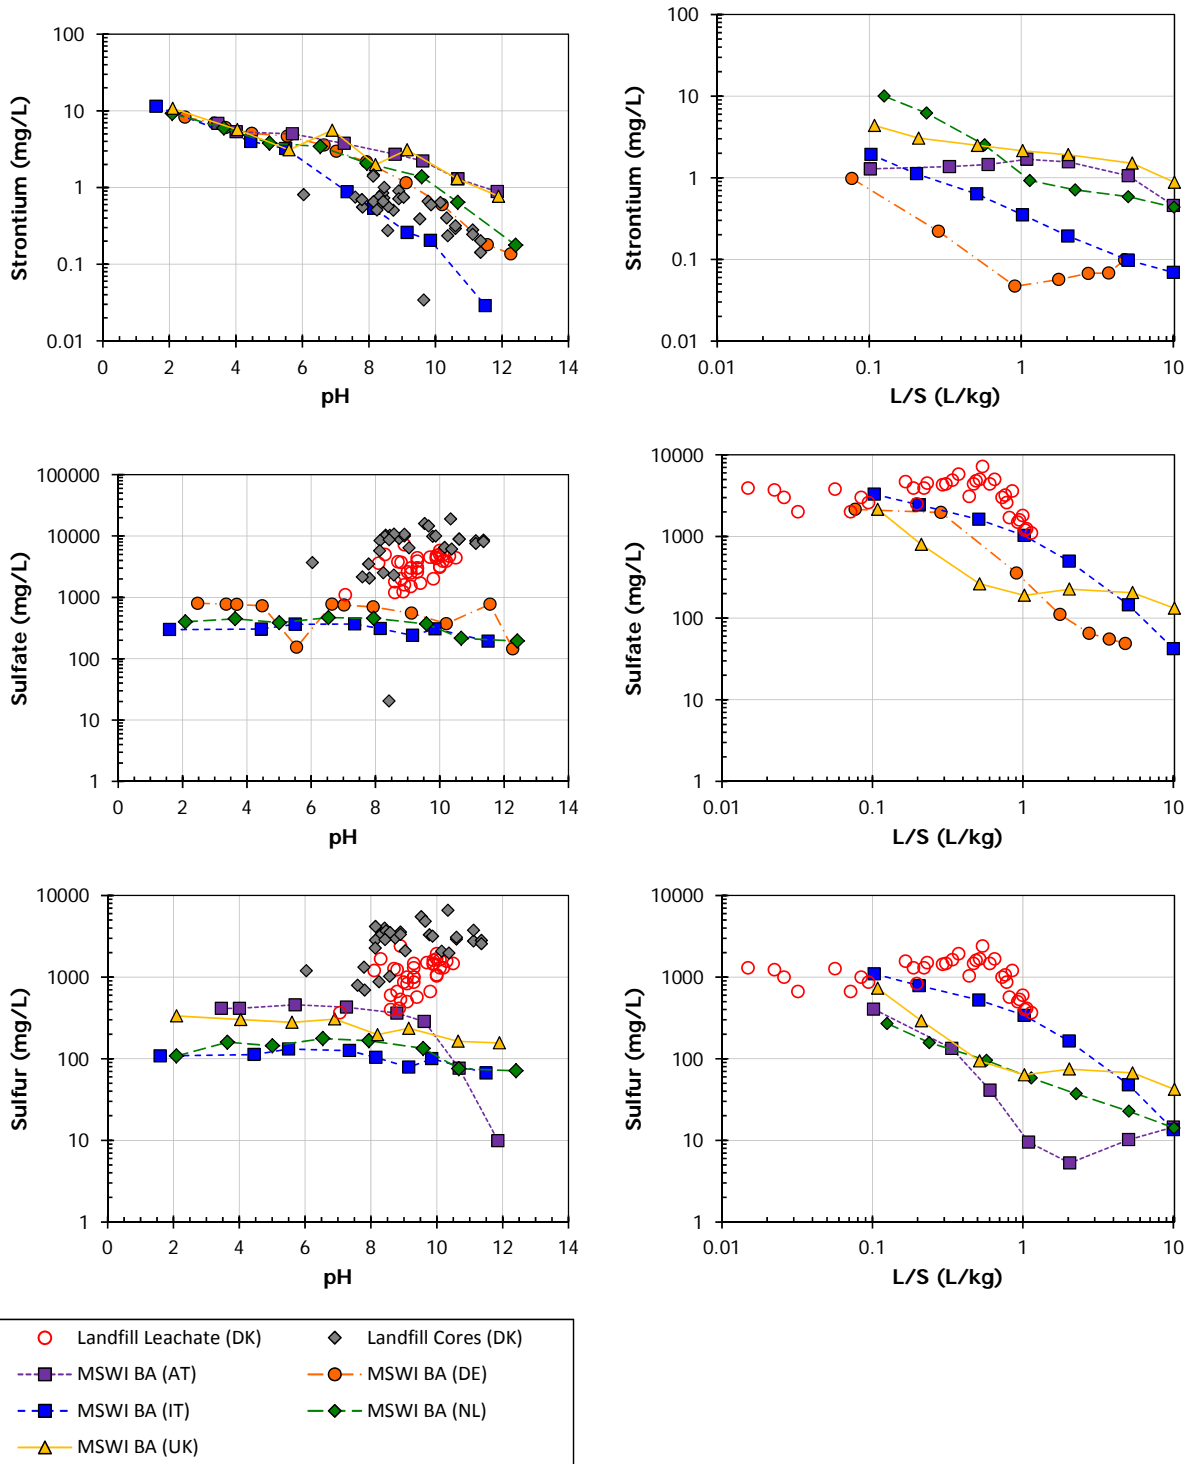 100
10
1
0.1
0.01
Strontium (mg/L)
0 2 4 6 8 10 12 14
pH
100
10
1
0.1
0.01
Strontium (mg/L)
0.01 0.1 1 10
L/S (L/kg)
100000
10000
1000
100
10
1
Sulfate (mg/L)
0 2 4 6 8 10 12 14
pH
10000
1000
100
10
1
Sulfate (mg/L)
0.01 0.1 1 10
L/S (L/kg)
10000
1000
100
10
1
Sulfur (mg/L)
0 2 4 6 8 10 12 14
pH
10000
1000
100
10
1
Sulfur (mg/L)
0.01 0.1 1 10
L/S (L/kg)
Landfill Leachate (DK) Landfill Cores (DK)
MSWI BA (AT) MSWI BA (DE)
MSWI BA (IT) MSWI BA (NL)
MSWI BA (UK)